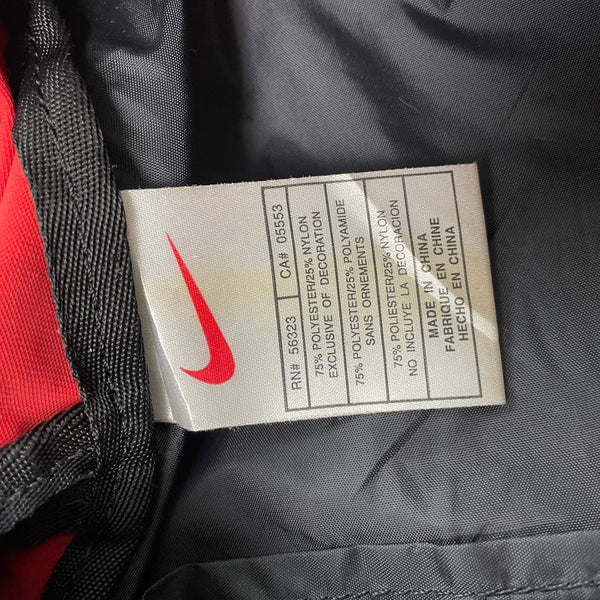 RN# 56323 CA# 05553
75% POLYESTER/25% NYLON
EXCLUSIVE OF DECORATION
75% POLYESTER/25% POLYAMIDE
SANS ORNEMENTS
75% POLIESTER/25% NYLON
NO INCLUYE LA DECORACION
MADE IN CHINA
FABRIQUE EN CHINE
HECHO EN CHINA